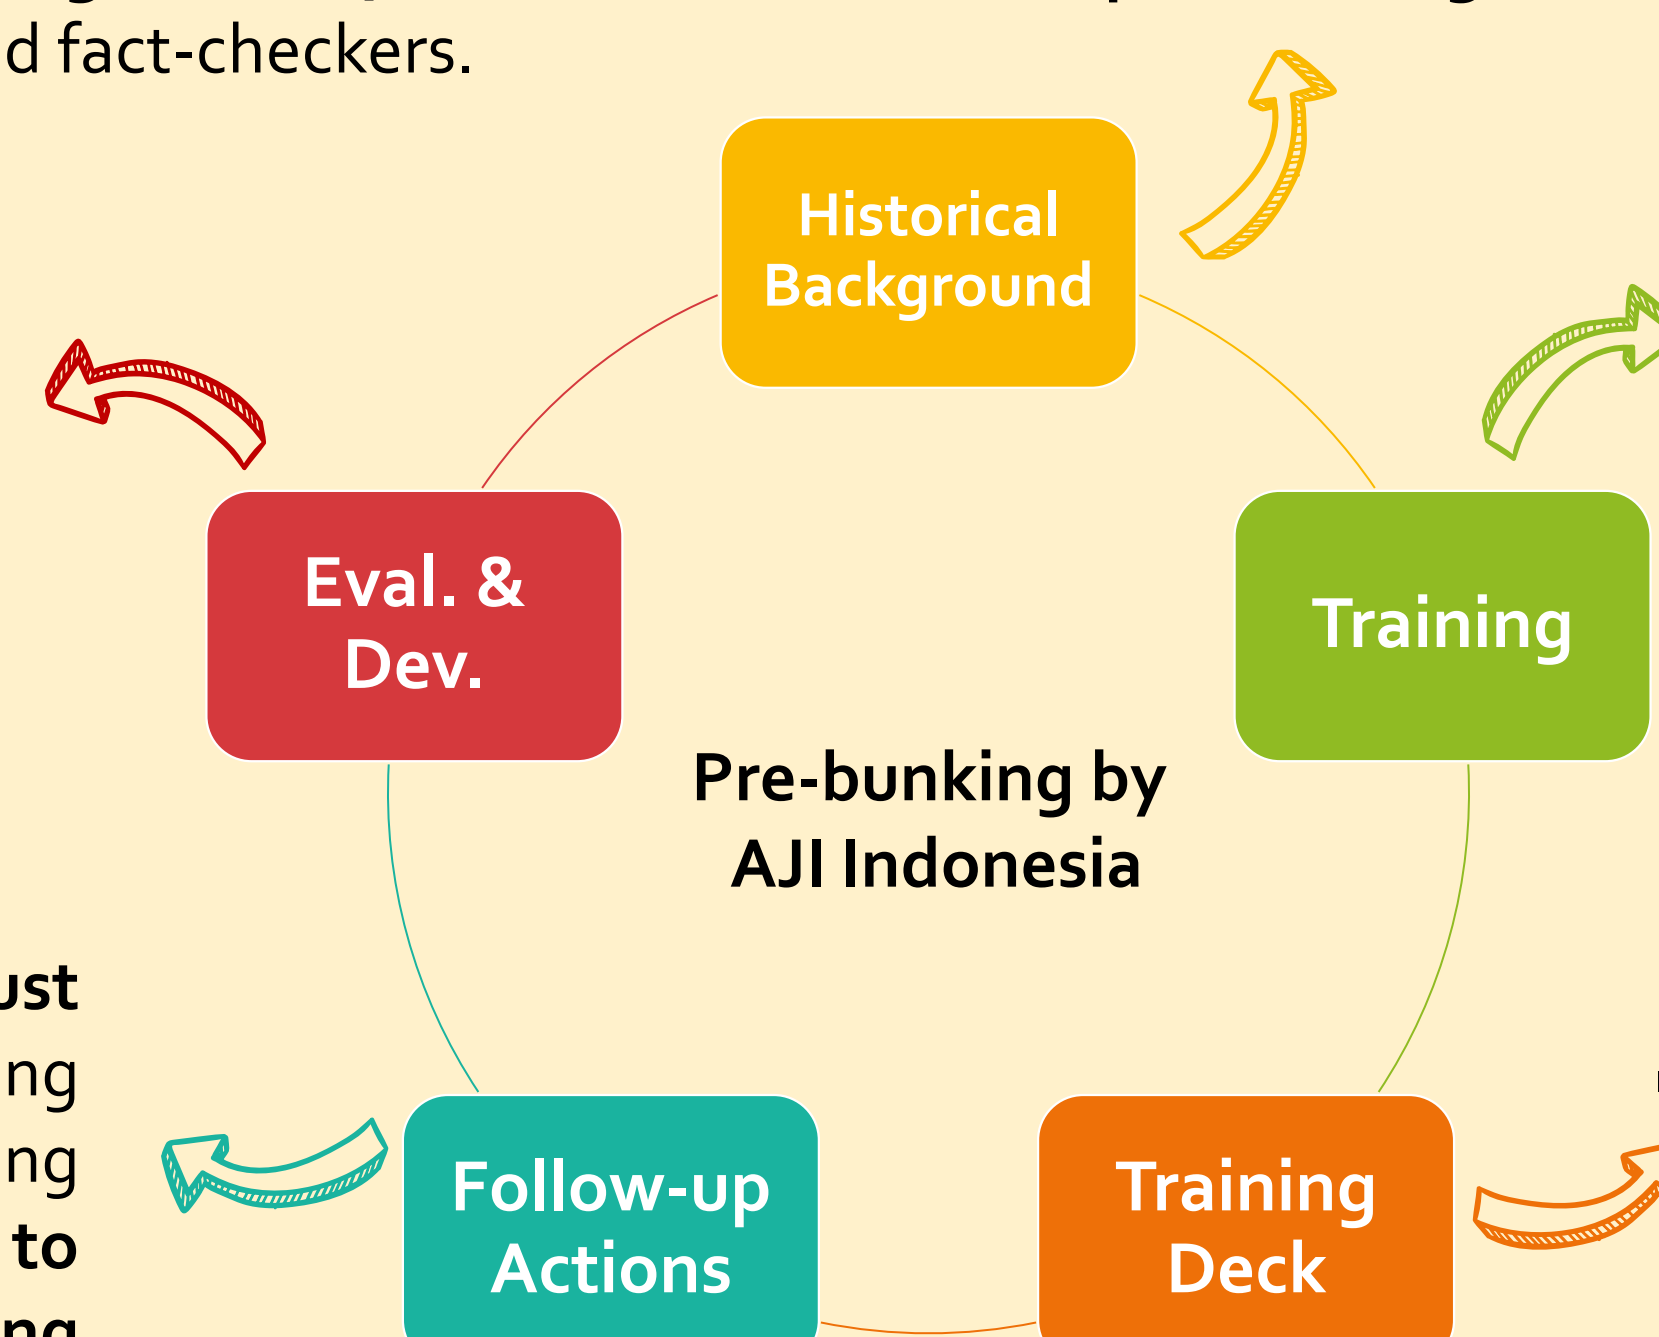 d fact-checkers.
Historical
Background
Eval. &
Dev.
Training
Pre-bunking by
AJI Indonesia
ust
ng
ng
to
ng
Follow-up
Actions
Training
Deck